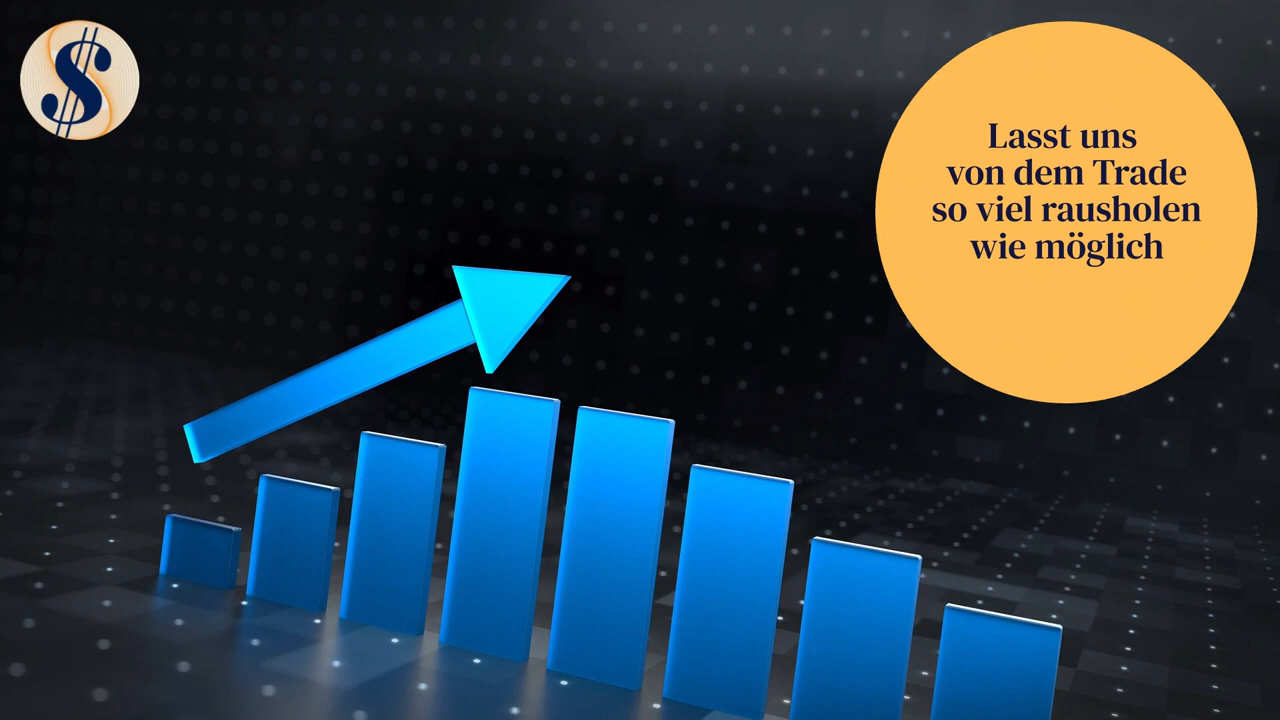 $
Lasst uns
von dem Trade
so viel rausholen
wie möglich